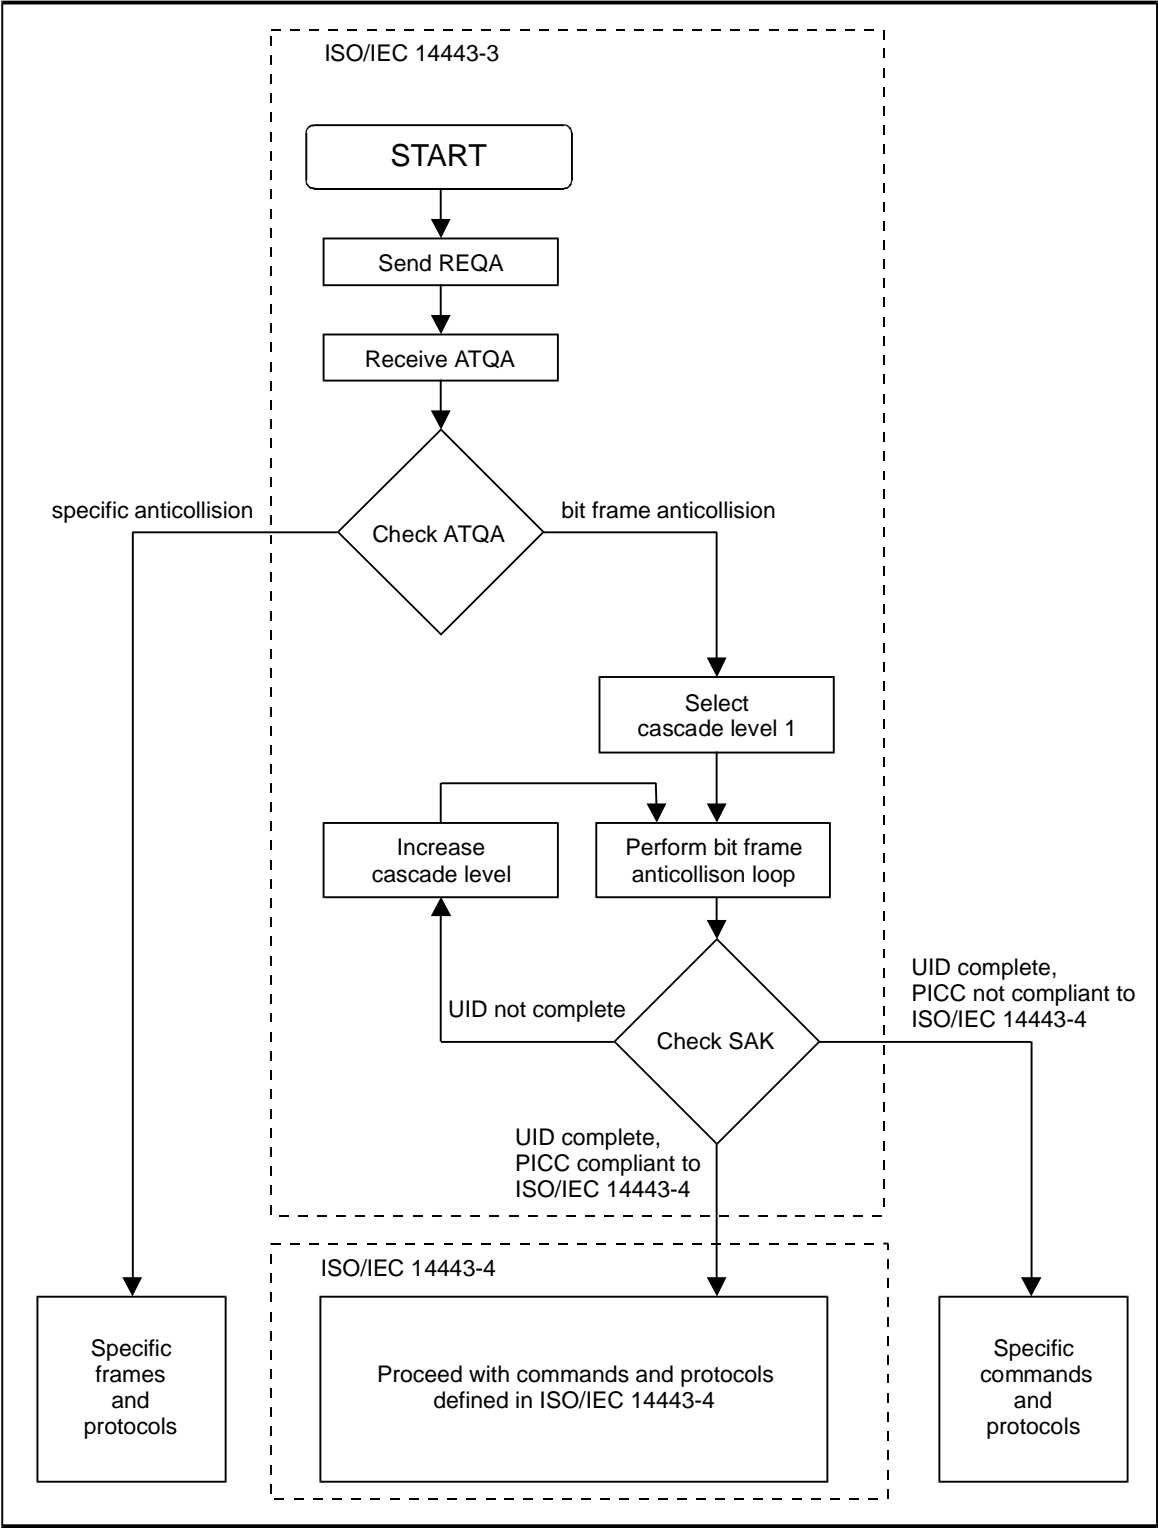 ISO/IEC 14443-3
START
Send REQA
Receive ATQA
specific anticollision
Check ATQA
bit frame anticollision
Select
cascade level 1
Increase
cascade level
Perform bit frame
anticollison loop
UID not complete
Check SAK
UID complete,
PICC not compliant to
ISO/IEC 14443-4
UID complete,
PICC compliant to
ISO/IEC 14443-4
ISO/IEC 14443-4
Specific
frames
and
protocols
Proceed with commands and protocols
defined in ISO/IEC 14443-4
Specific
commands
and
protocols